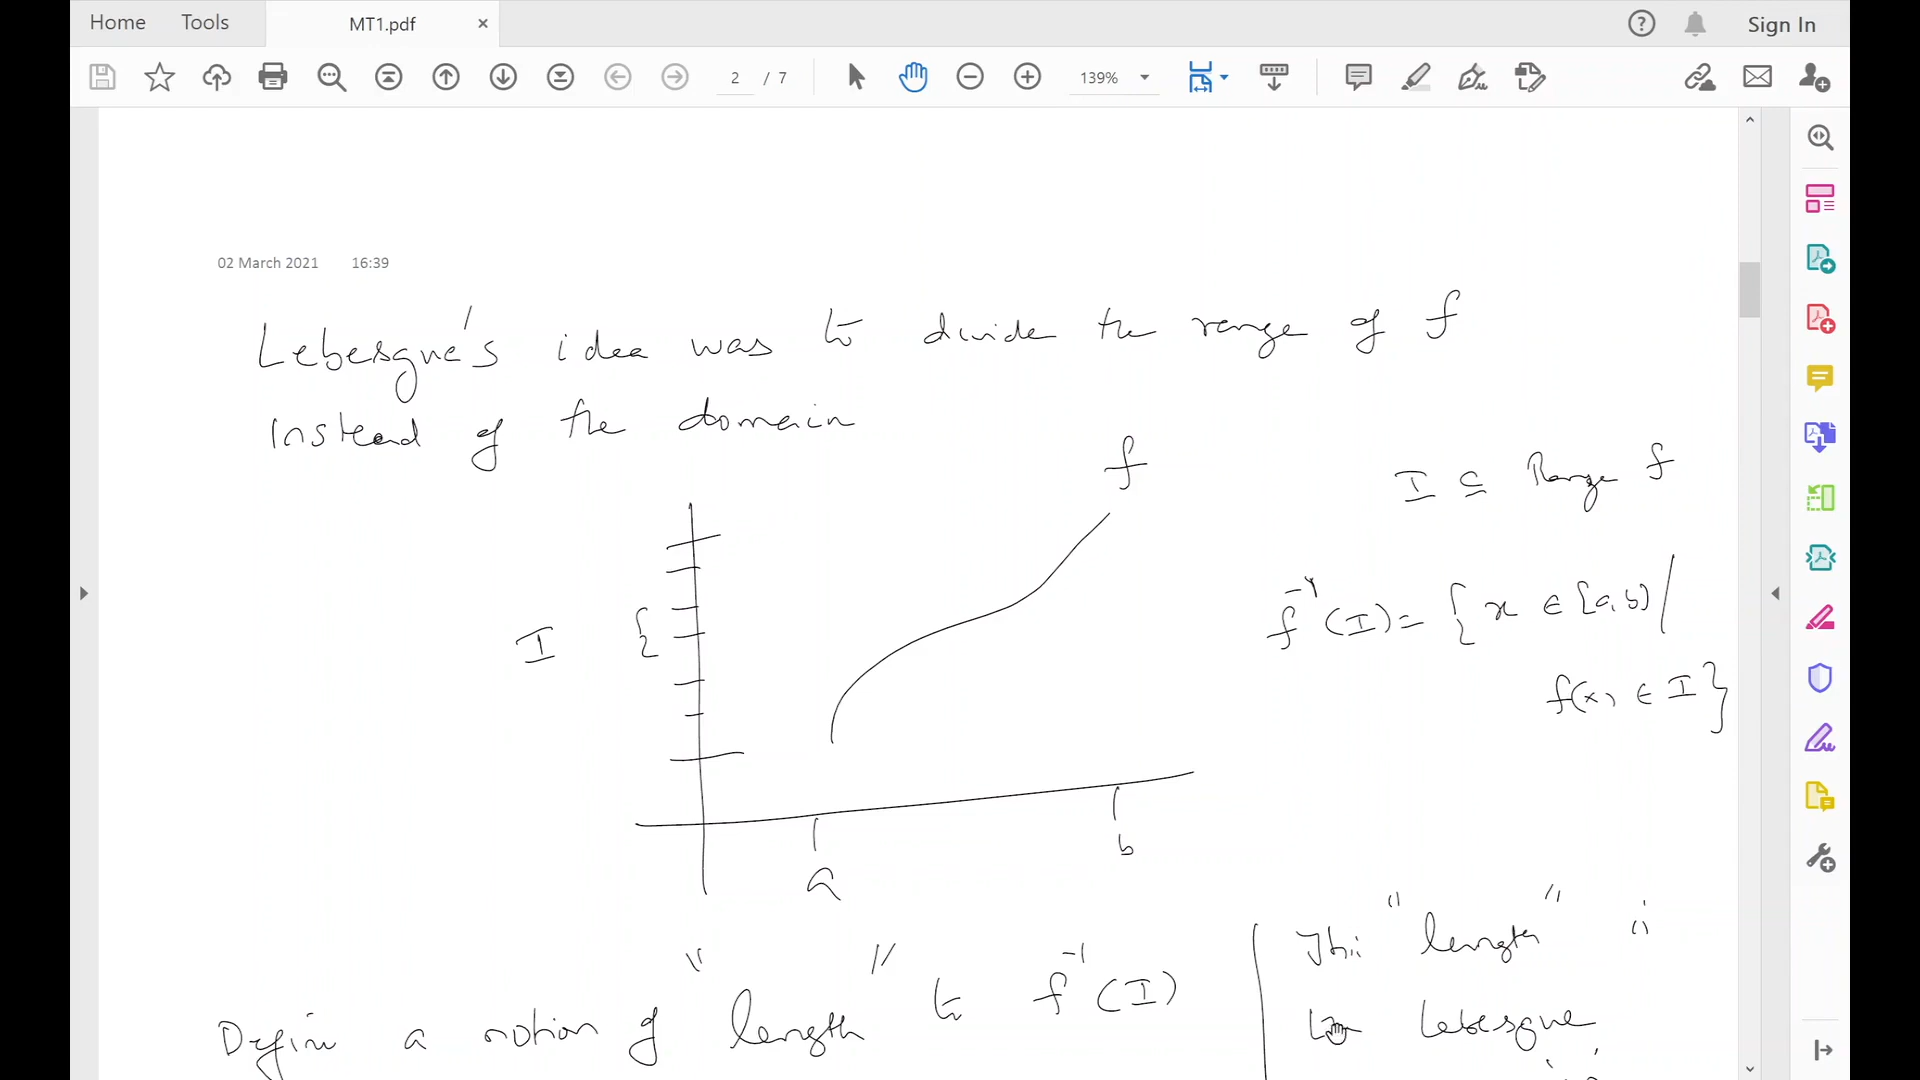 Home Tools MT1.pdf × Sign In
2 / 7 139%
02 March 2021 16:39
Lebesgue's idea was to divide the range of f
instead of the domain
f
I ⊆ Range f
I {
f⁻¹(I) = { x ∈ [a,b] |
f(x) ∈ I }
a b
Define a notion of "length" to f⁻¹(I)
This "length" is
the Lebesgue